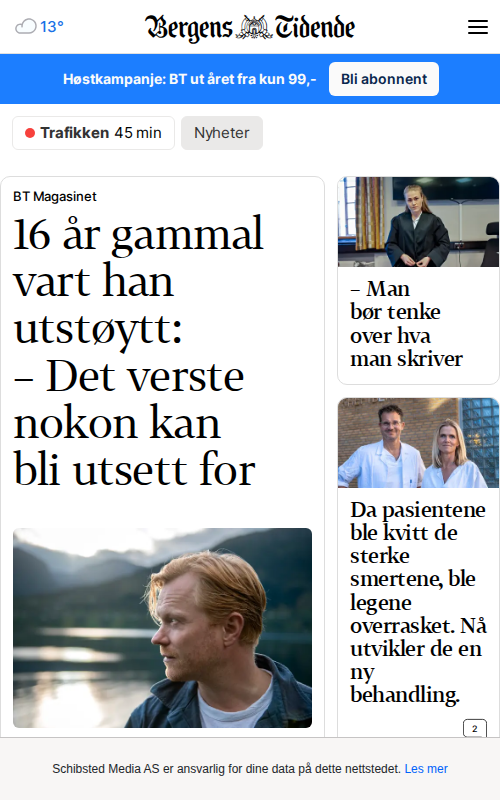 13°
Bergens Tidende
Høstkampanje: BT ut året fra kun 99,-
Bli abonnent
Trafikken 45 min
Nyheter
BT Magasinet
16 år gammal
vart han
utstøytt:
– Det verste
nokon kan
bli utsett for
– Man
bør tenke
over hva
man skriver
Da pasientene
ble kvitt de
sterke
smertene, ble
legene
overrasket. Nå
utvikler de en
ny
behandling.
2
Schibsted Media AS er ansvarlig for dine data på dette nettstedet. Les mer